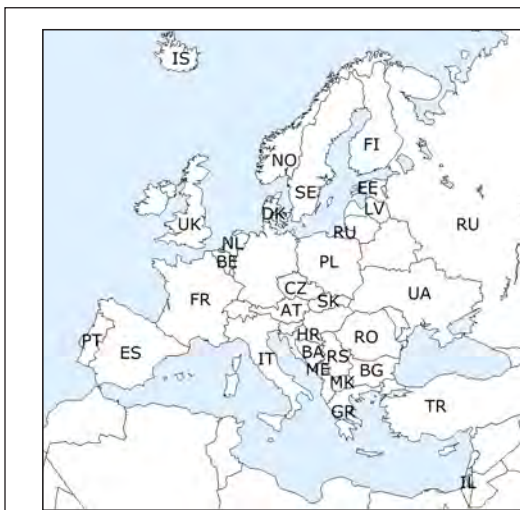 IS
FI
NO
SE
EE
LV
DK
RU
RU
UK
NL
BE
PL
CZ
SK
UA
FR
AT
HR
RO
BA
RS
PT
ES
IT
ME
BG
MK
GR
TR
IL